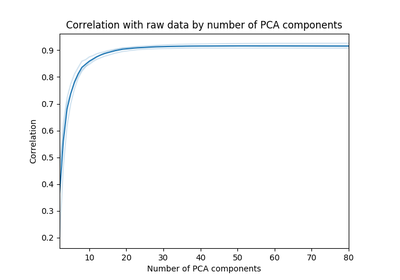 Correlation with raw data by number of PCA components
0.9
0.8
0.7
0.6
0.5
0.4
0.3
0.2
Correlation
10 20 30 40 50 60 70 80
Number of PCA components